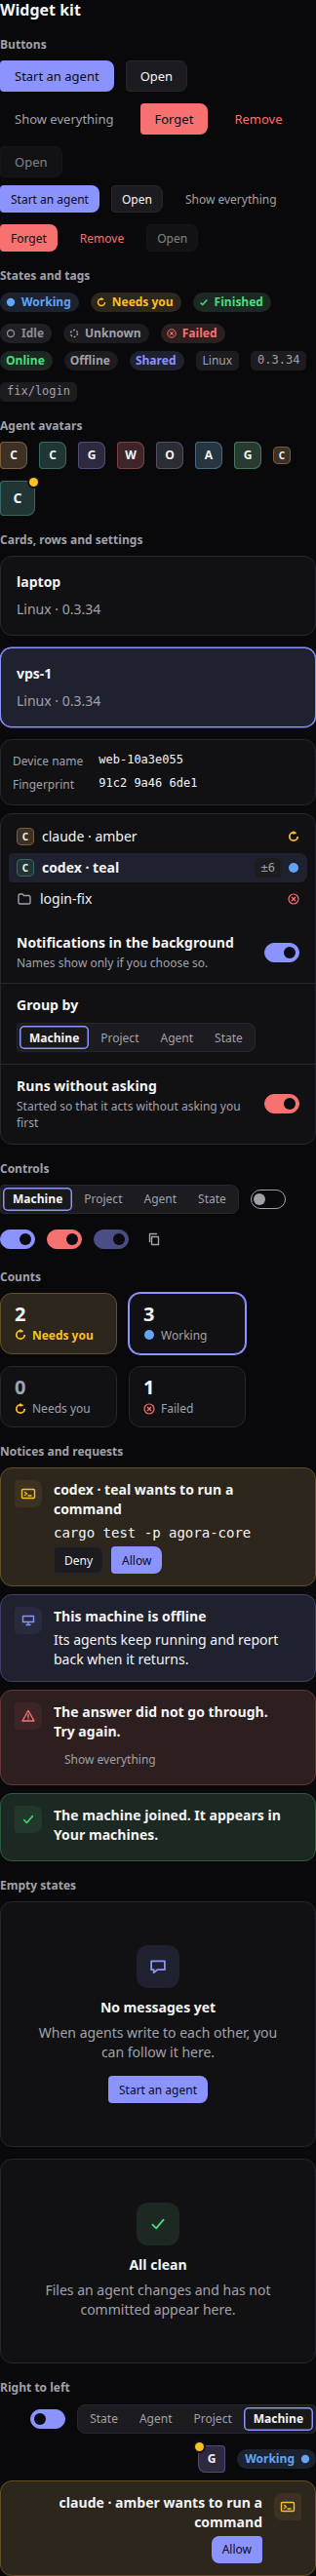 Widget kit
Buttons
Start an agent Open
Show everything Forget Remove
Open
Start an agent Open Show everything
Forget Remove Open
States and tags
Working Needs you Finished
Idle Unknown Failed
Online Offline Shared Linux 0.3.34
fix/login
Agent avatars
C C G W O A G C
C
Cards, rows and settings
laptop
Linux · 0.3.34
vps-1
Linux · 0.3.34
Device name web-10a3e055
Fingerprint 91c2 9a46 6de1
C claude · amber
C codex · teal ±6
login-fix
Notifications in the background
Names show only if you choose so.
Group by
Machine Project Agent State
Runs without asking
Started so that it acts without asking you
first
Controls
Machine Project Agent State
Counts
2
Needs you
3
Working
0
Needs you
1
Failed
Notices and requests
codex · teal wants to run a
command
cargo test -p agora-core
Deny Allow
This machine is offline
Its agents keep running and report
back when it returns.
The answer did not go through.
Try again.
Show everything
The machine joined. It appears in
Your machines.
Empty states
No messages yet
When agents write to each other, you
can follow it here.
Start an agent
All clean
Files an agent changes and has not
committed appear here.
Right to left
State Agent Project Machine
G Working
claude · amber wants to run a
command
Allow